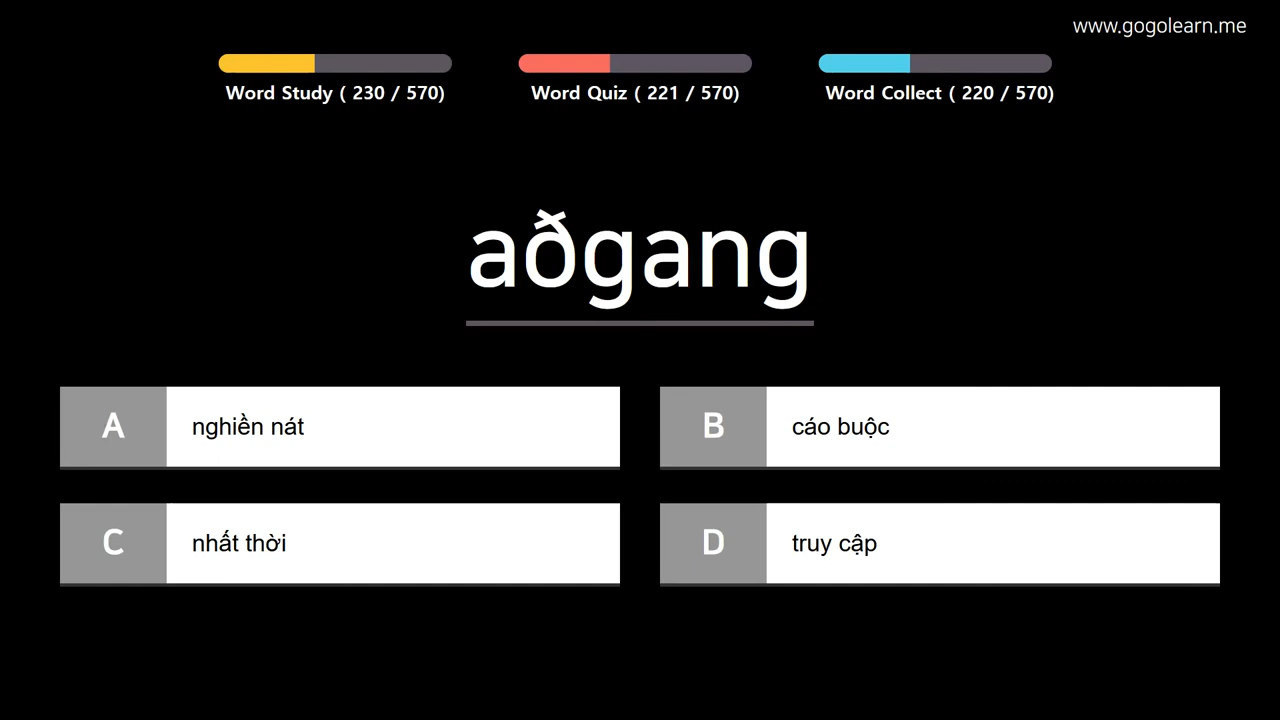 www.gogolearn.me
Word Study ( 230 / 570)
Word Quiz ( 221 / 570)
Word Collect ( 220 / 570)
aðgang
A nghiền nát
B cáo buộc
C nhất thời
D truy cập